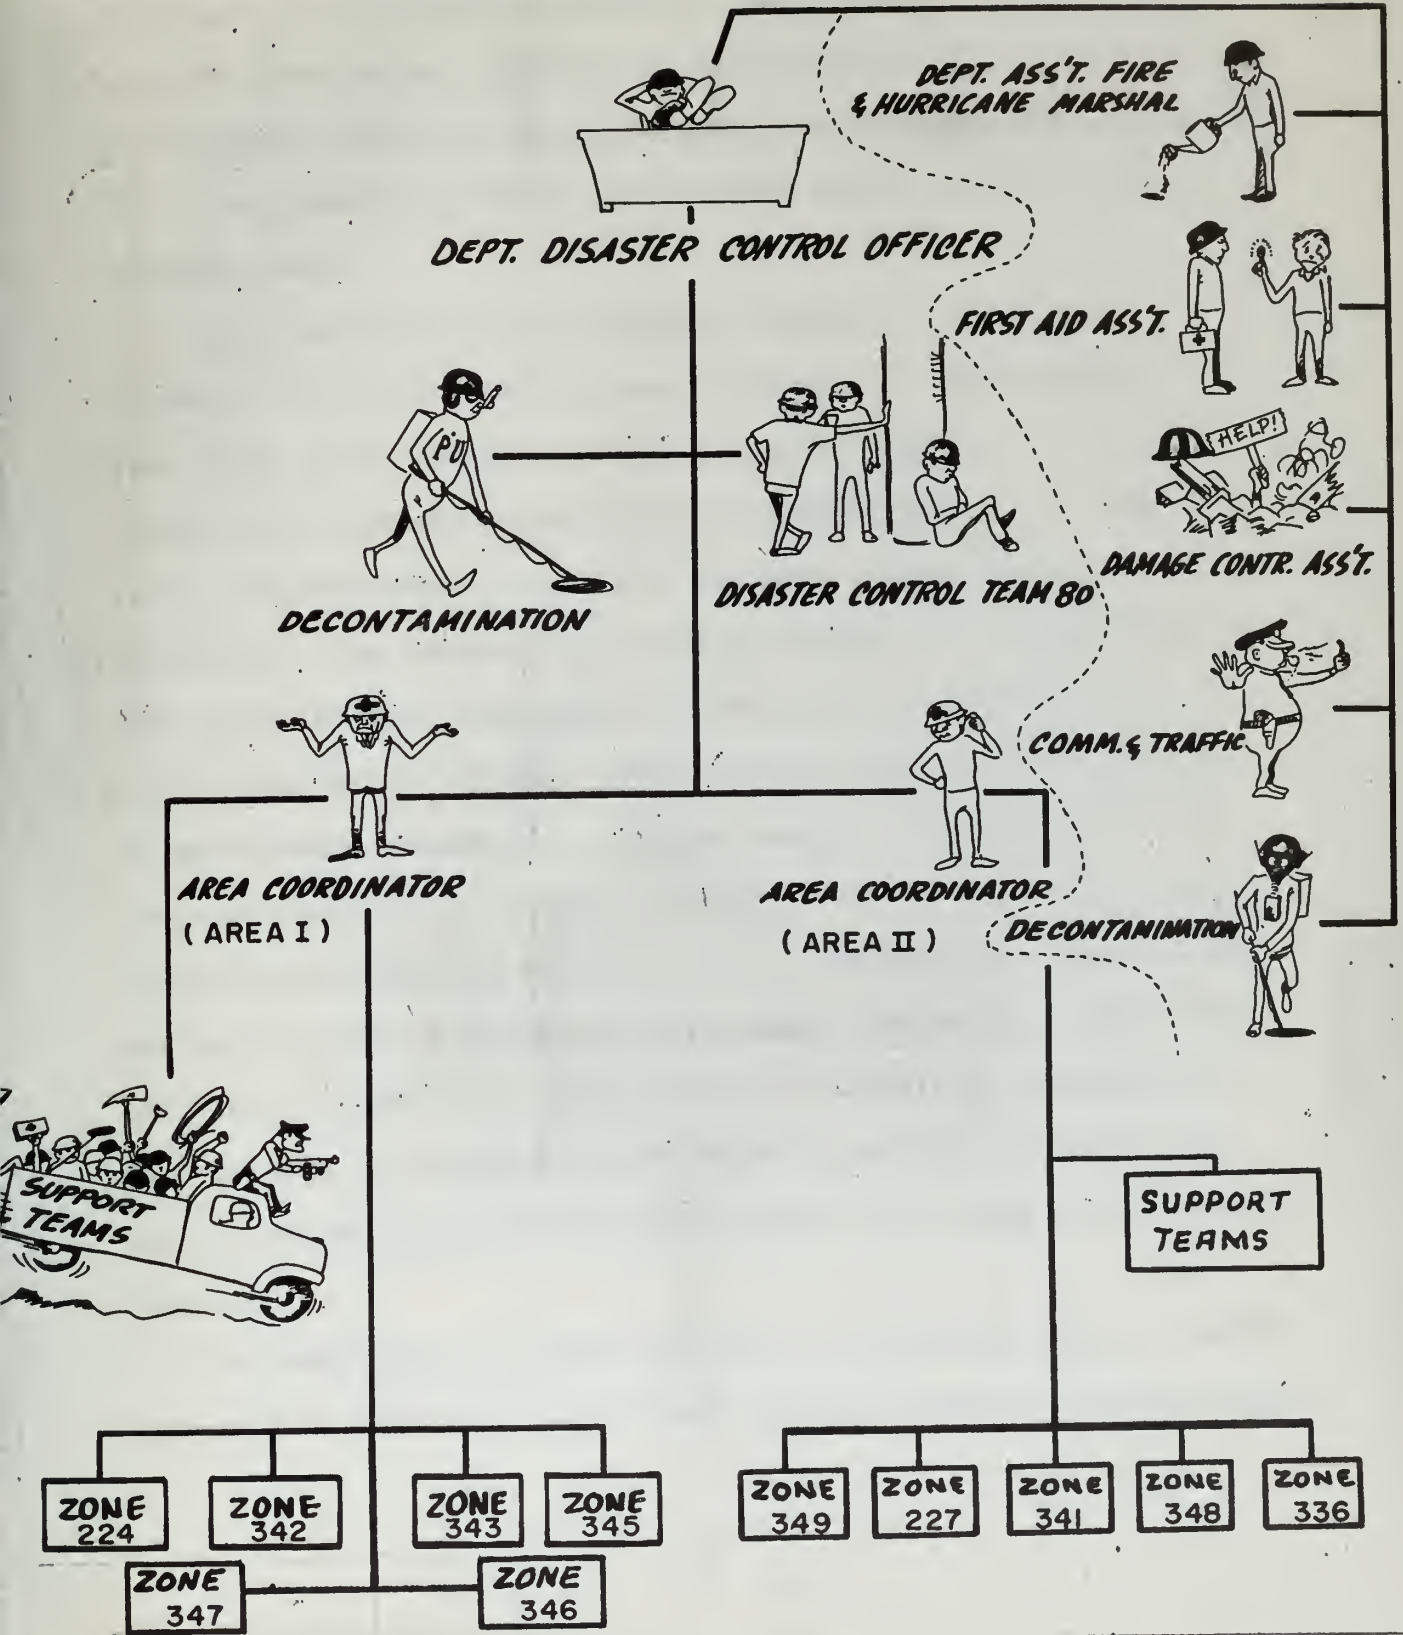 DEPT. ASS'T. FIRE
& HURRICANE MARSHAL
DEPT. DISASTER CONTROL OFFICER
FIRST AID ASS'T.
HELP!
PU
DAMAGE CONTR. ASS'T.
DISASTER CONTROL TEAM 80
DECONTAMINATION
COMM. & TRAFFIC
AREA COORDINATOR
(AREA I)
AREA COORDINATOR
(AREA II)
DECONTAMINATION
SUPPORT
TEAMS
SUPPORT
TEAMS
ZONE
224
ZONE
342
ZONE
343
ZONE
345
ZONE
347
ZONE
346
ZONE
349
ZONE
227
ZONE
341
ZONE
348
ZONE
336